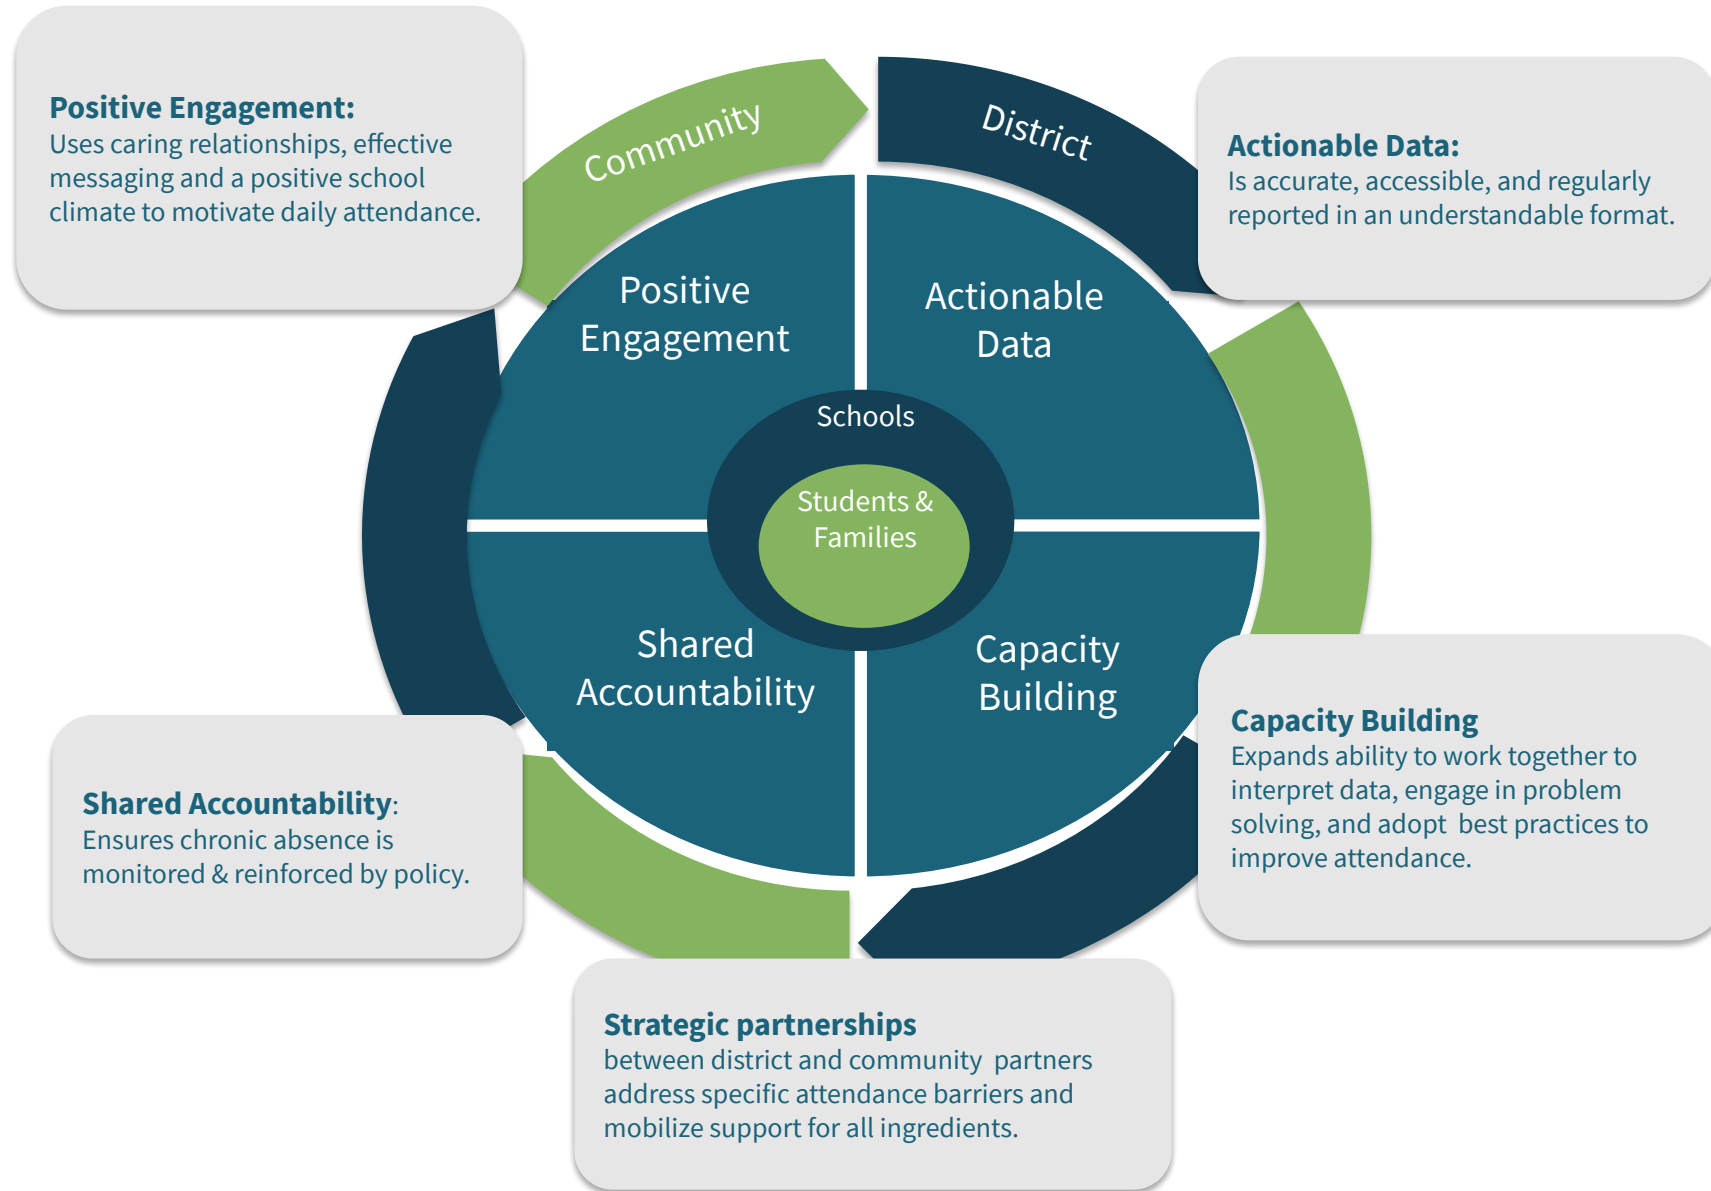 Positive Engagement:
Uses caring relationships, effective
messaging and a positive school
climate to motivate daily attendance.
Community
District
Actionable Data:
Is accurate, accessible, and regularly
reported in an understandable format.
Positive
Engagement
Actionable
Data
Schools
Students &
Families
Shared
Accountability
Capacity
Building
Shared Accountability:
Ensures chronic absence is
monitored & reinforced by policy.
Capacity Building
Expands ability to work together to
interpret data, engage in problem
solving, and adopt  best practices to
improve attendance.
Strategic partnerships
between district and community  partners
address specific attendance barriers and
mobilize support for all ingredients.